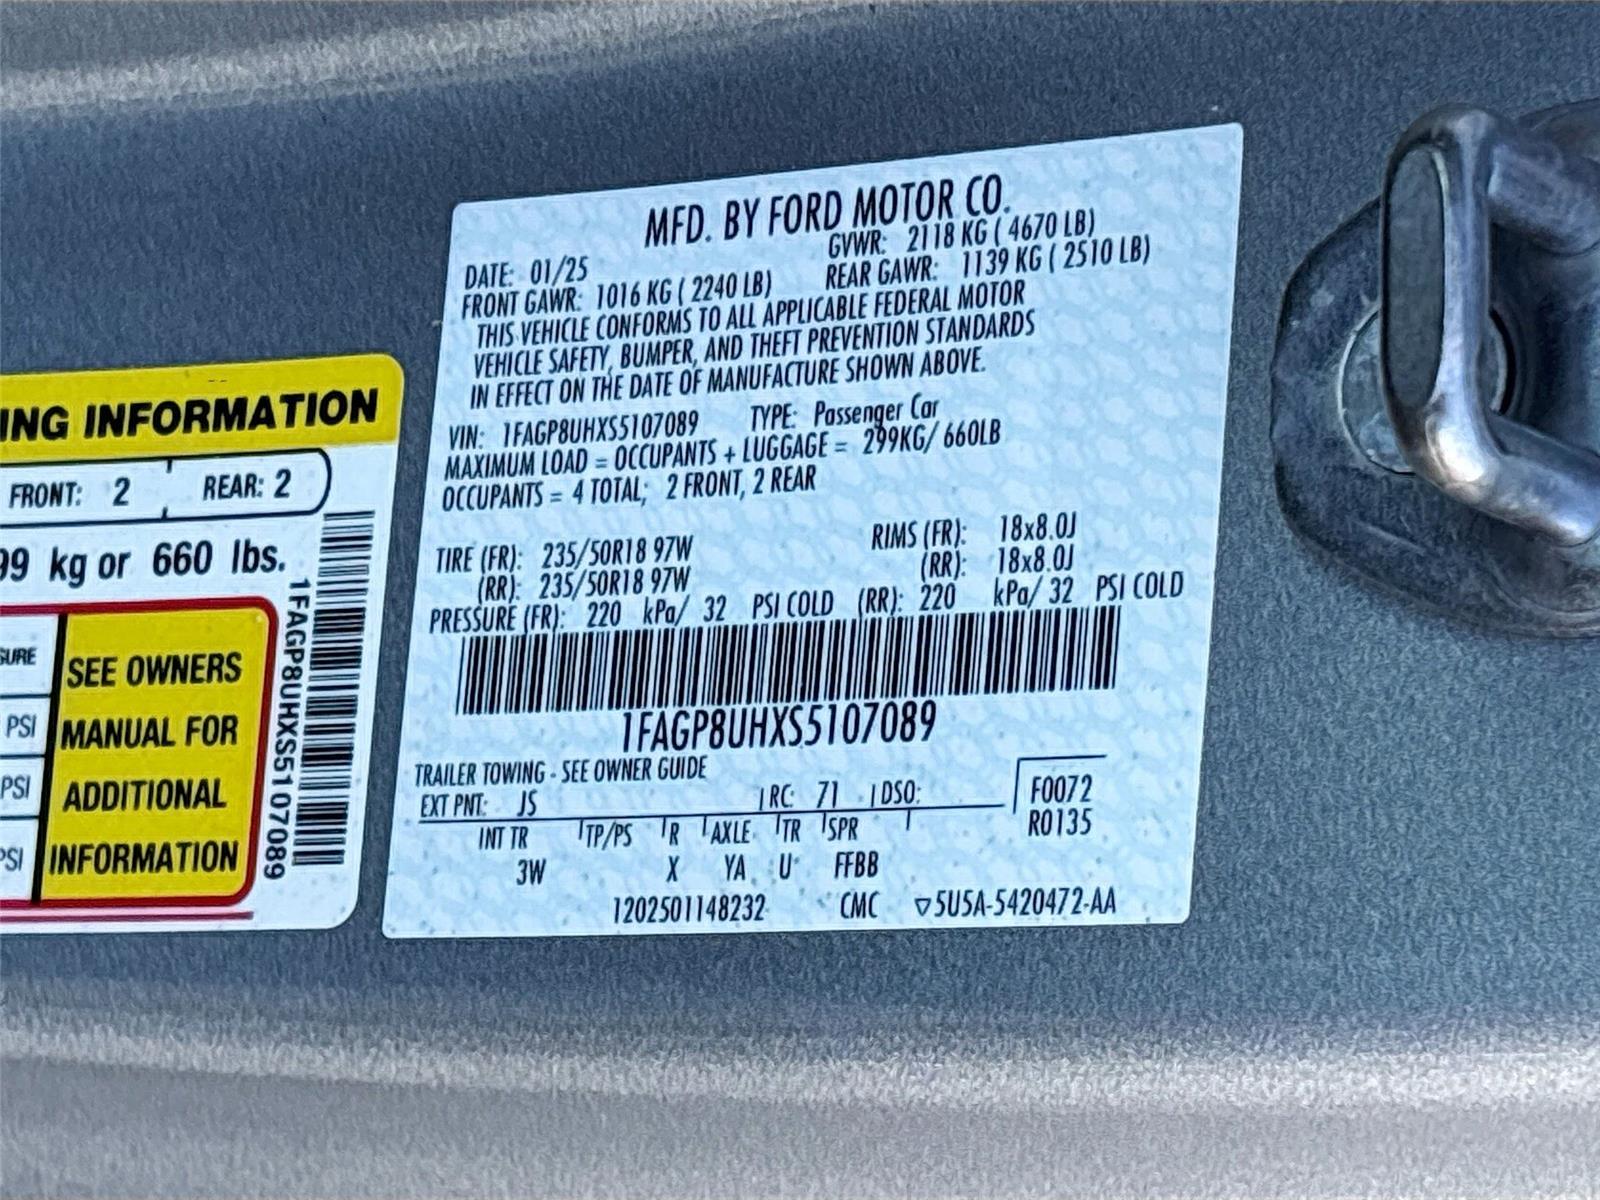 MFD. BY FORD MOTOR CO.
DATE: 01/25
GVWR: 2118 KG ( 4670 LB)
FRONT GAWR: 1016 KG ( 2240 LB)
REAR GAWR: 1139 KG ( 2510 LB)
THIS VEHICLE CONFORMS TO ALL APPLICABLE FEDERAL MOTOR
VEHICLE SAFETY, BUMPER, AND THEFT PREVENTION STANDARDS
IN EFFECT ON THE DATE OF MANUFACTURE SHOWN ABOVE.
VIN: 1FAGP8UHXS5107089 TYPE: Passenger Car
MAXIMUM LOAD = OCCUPANTS + LUGGAGE = 299KG/ 660LB
OCCUPANTS = 4 TOTAL; 2 FRONT, 2 REAR
TIRE (FR): 235/50R18 97W RIMS (FR): 18x8.0J
(RR): 235/50R18 97W (RR): 18x8.0J
PRESSURE (FR): 220 kPa/ 32 PSI COLD (RR): 220 kPa/ 32 PSI COLD
1FAGP8UHXS5107089
TRAILER TOWING - SEE OWNER GUIDE
EXT PNT: JS RC: 71 DSO:
F0072
R0135
INT TR TP/PS R AXLE TR SPR
3W X YA U FFBB
1202501148232 CMC ▽5U5A-5420472-AA
ING INFORMATION
FRONT: 2 REAR: 2
99 kg or 660 lbs.
SURE
PSI
PSI
PSI
SEE OWNERS
MANUAL FOR
ADDITIONAL
INFORMATION
1FAGP8UHXS5107089